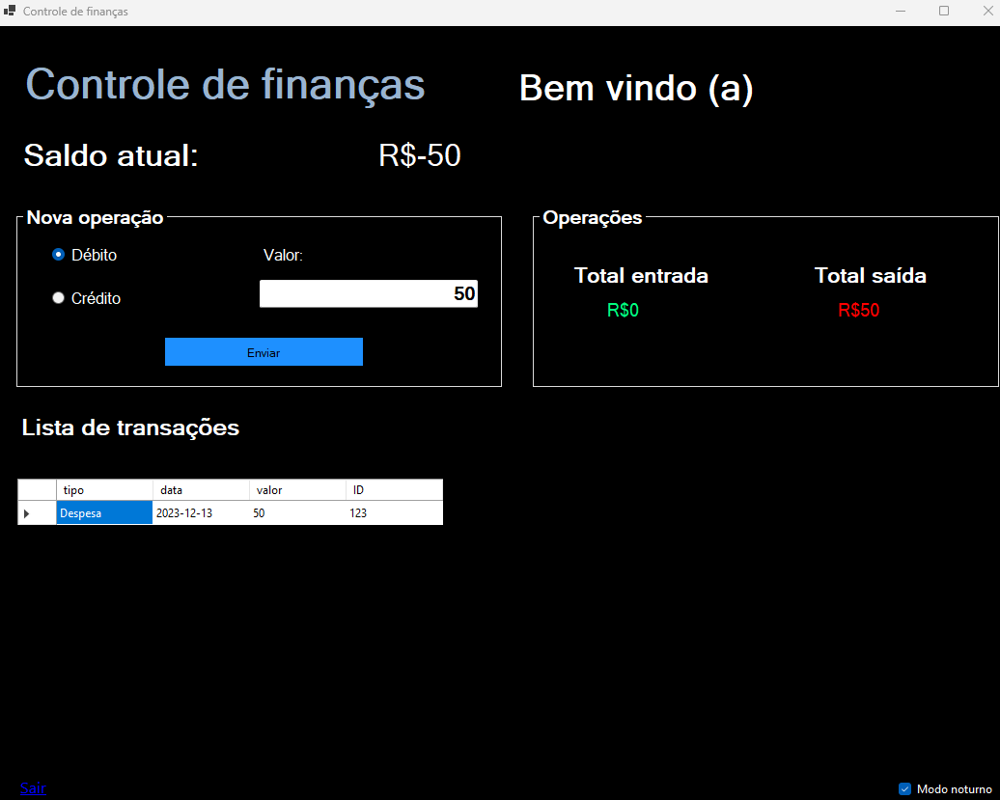 Controle de finanças
Controle de finanças
Bem vindo (a)
Saldo atual: R$-50
Nova operação
Débito
Valor:
Crédito
50
Enviar
Operações
Total entrada
Total saída
R$0
R$50
Lista de transações
tipo data valor ID
Despesa 2023-12-13 50 123
Sair
Modo noturno